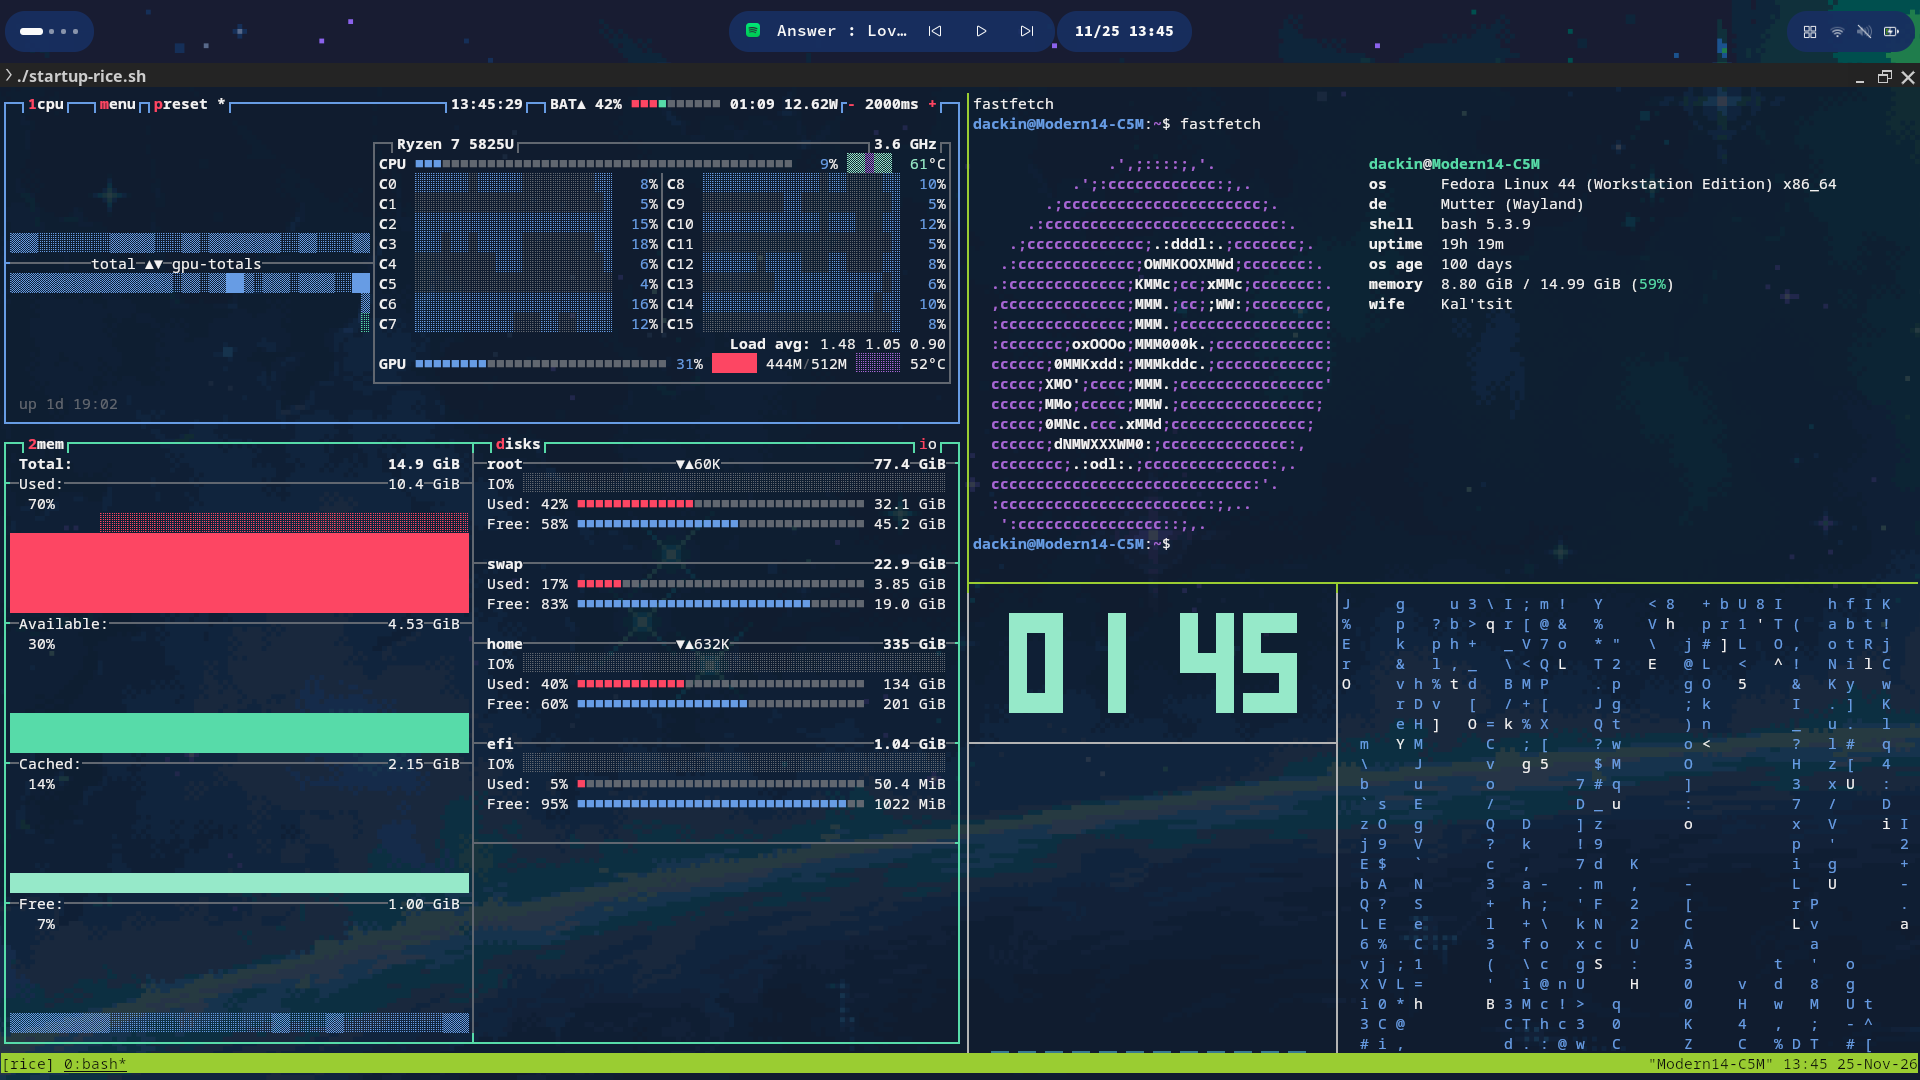 Answer : Lov…
11/25 13:45
./startup-rice.sh
1cpu menu preset * 13:45:29 BAT▲ 42% 01:09 12.62W - 2000ms +
Ryzen 7 5825U 3.6 GHz
CPU 9% 61°C
C0 8% C8 10%
C1 5% C9 5%
C2 15% C10 12%
C3 18% C11 5%
total ▲▼ gpu-totals
C4 6% C12 8%
C5 4% C13 6%
C6 16% C14 10%
C7 12% C15 8%
Load avg: 1.48 1.05 0.90
GPU 31% 444M/512M 52°C
up 1d 19:02
2mem
Total: 14.9 GiB
Used: 10.4 GiB
70%
Available: 4.53 GiB
30%
Cached: 2.15 GiB
14%
Free: 1.00 GiB
7%
disks io
root ▼▲60K 77.4 GiB
IO%
Used: 42% 32.1 GiB
Free: 58% 45.2 GiB
swap 22.9 GiB
Used: 17% 3.85 GiB
Free: 83% 19.0 GiB
home ▼▲632K 335 GiB
IO%
Used: 40% 134 GiB
Free: 60% 201 GiB
efi 1.04 GiB
IO%
Used: 5% 50.4 MiB
Free: 95% 1022 MiB
fastfetch
dackin@Modern14-C5M:~$ fastfetch
dackin@Modern14-C5M
os Fedora Linux 44 (Workstation Edition) x86_64
de Mutter (Wayland)
shell bash 5.3.9
uptime 19h 19m
os age 100 days
memory 8.80 GiB / 14.99 GiB (59%)
wife Kal'tsit
dackin@Modern14-C5M:~$
01 45
[rice] 0:bash*
"Modern14-C5M" 13:45 25-Nov-26